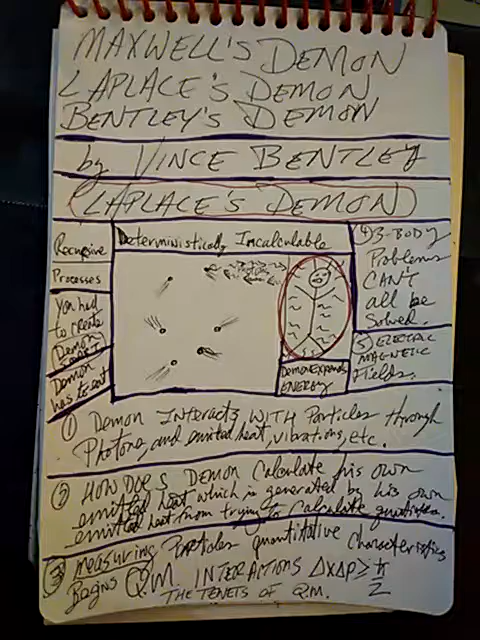 MAXWELL'S DEMON
LAPLACE'S DEMON
BENTLEY'S DEMON
by VINCE BENTLEY
(LAPLACE'S DEMON)
Recursive
Processes
You had
to create
Demon
Demon
has to eat
Deterministically Incalculable
DEMON EXPENDS
ENERGY
④ 3-BODY
Problems
CAN'T
all be
Solved.
⑤ ELECTRIC
MAGNETIC
Fields.
① DEMON INTERACTS WITH Particles through
Photons, and emitted heat, vibrations, etc.
② HOW DOES DEMON Calculate his own
emitted heat which is generated by his own
emitted heat from trying to Calculate
③ measuring Particles quantitative characteristics
Begins Q.M. INTERACTIONS ΔxΔp≥ ħ/2
THE TENETS OF Q.M.